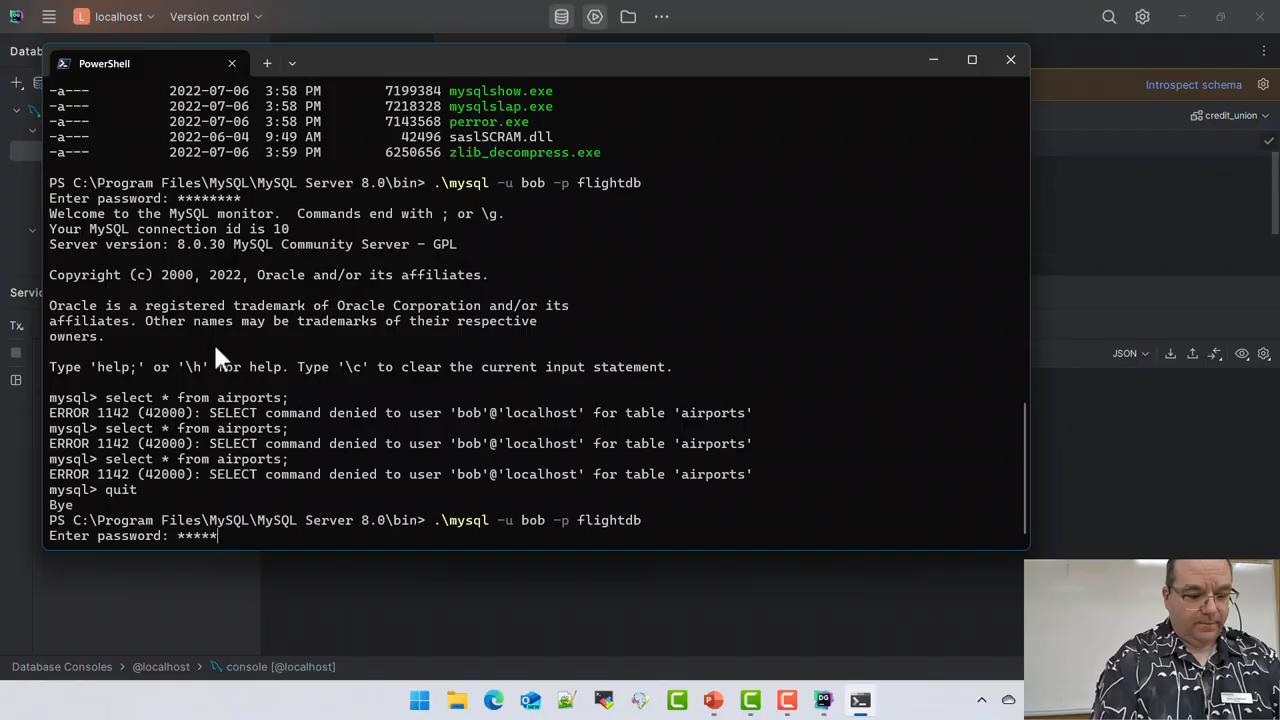 L localhost Version control
Datab
PowerShell
Introspect schema
credit_union
-a--- 2022-07-06 3:58 PM 7199384 mysqlshow.exe
-a--- 2022-07-06 3:58 PM 7218328 mysqlslap.exe
-a--- 2022-07-06 3:58 PM 7143568 perror.exe
-a--- 2022-06-04 9:49 AM 42496 saslSCRAM.dll
-a--- 2022-07-06 3:59 PM 6250656 zlib_decompress.exe
PS C:\Program Files\MySQL\MySQL Server 8.0\bin> .\mysql -u bob -p flightdb
Enter password: ********
Welcome to the MySQL monitor. Commands end with ; or \g.
Your MySQL connection id is 10
Server version: 8.0.30 MySQL Community Server - GPL
Copyright (c) 2000, 2022, Oracle and/or its affiliates.
Oracle is a registered trademark of Oracle Corporation and/or its
affiliates. Other names may be trademarks of their respective
owners.
Type 'help;' or '\h' for help. Type '\c' to clear the current input statement.
mysql> select * from airports;
ERROR 1142 (42000): SELECT command denied to user 'bob'@'localhost' for table 'airports'
mysql> select * from airports;
ERROR 1142 (42000): SELECT command denied to user 'bob'@'localhost' for table 'airports'
mysql> select * from airports;
ERROR 1142 (42000): SELECT command denied to user 'bob'@'localhost' for table 'airports'
mysql> quit
Bye
PS C:\Program Files\MySQL\MySQL Server 8.0\bin> .\mysql -u bob -p flightdb
Enter password: *****
Servi
Tx
JSON
Database Consoles > @localhost > console [@localhost]